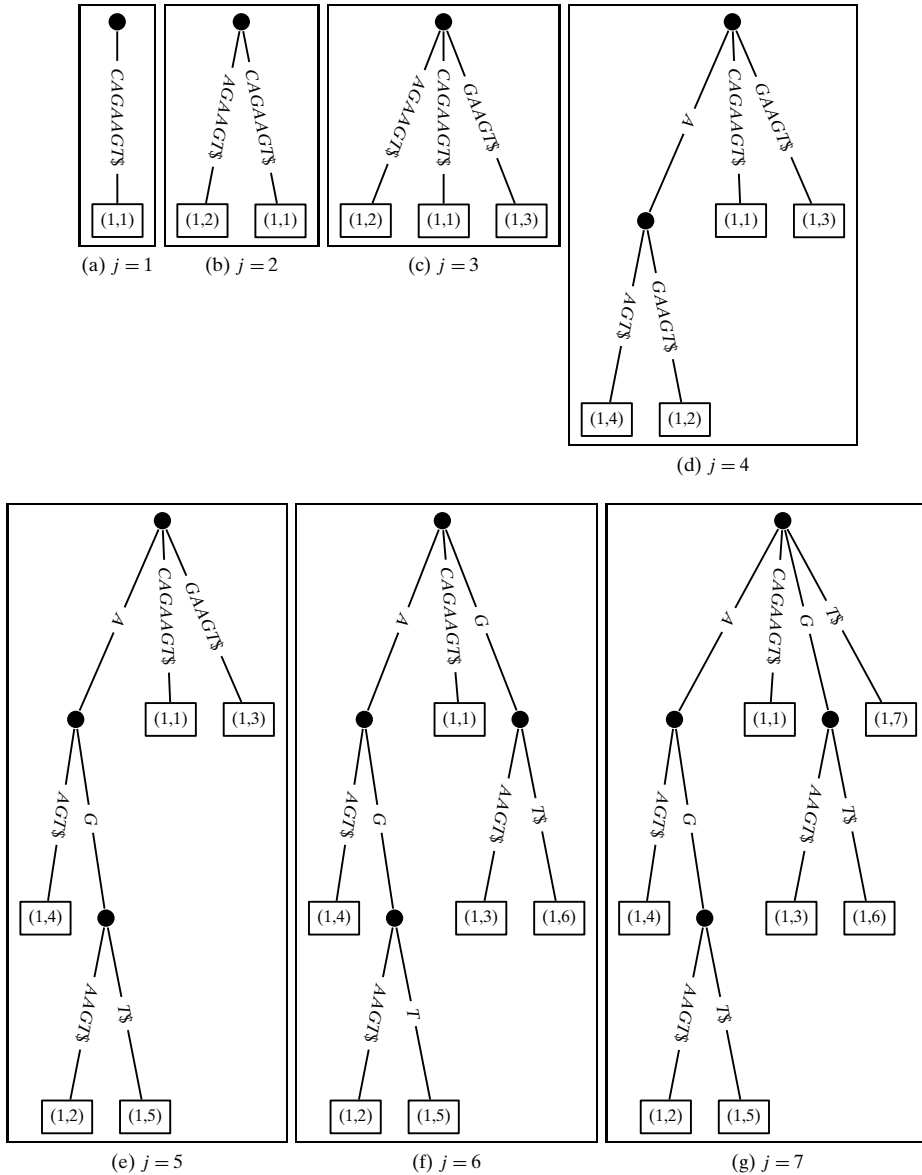 CAGAAGT$
(1,1)
(a) j = 1
AGAAGT$
CAGAAGT$
(1,2)
(1,1)
(b) j = 2
AGAAGT$
CAGAAGT$
GAAGT$
(1,2)
(1,1)
(1,3)
(c) j = 3
A
CAGAAGT$
GAAGT$
(1,1)
(1,3)
AGT$
GAAGT$
(1,4)
(1,2)
(d) j = 4
A
CAGAAGT$
GAAGT$
(1,1)
(1,3)
AGT$
G
(1,4)
AAGT$
T$
(1,2)
(1,5)
(e) j = 5
A
CAGAAGT$
G
(1,1)
AGT$
G
AAGT$
T$
(1,4)
(1,3)
(1,6)
AAGT$
T
(1,2)
(1,5)
(f) j = 6
A
CAGAAGT$
G
T$
(1,1)
(1,7)
AGT$
G
AAGT$
T$
(1,4)
(1,3)
(1,6)
AAGT$
T$
(1,2)
(1,5)
(g) j = 7